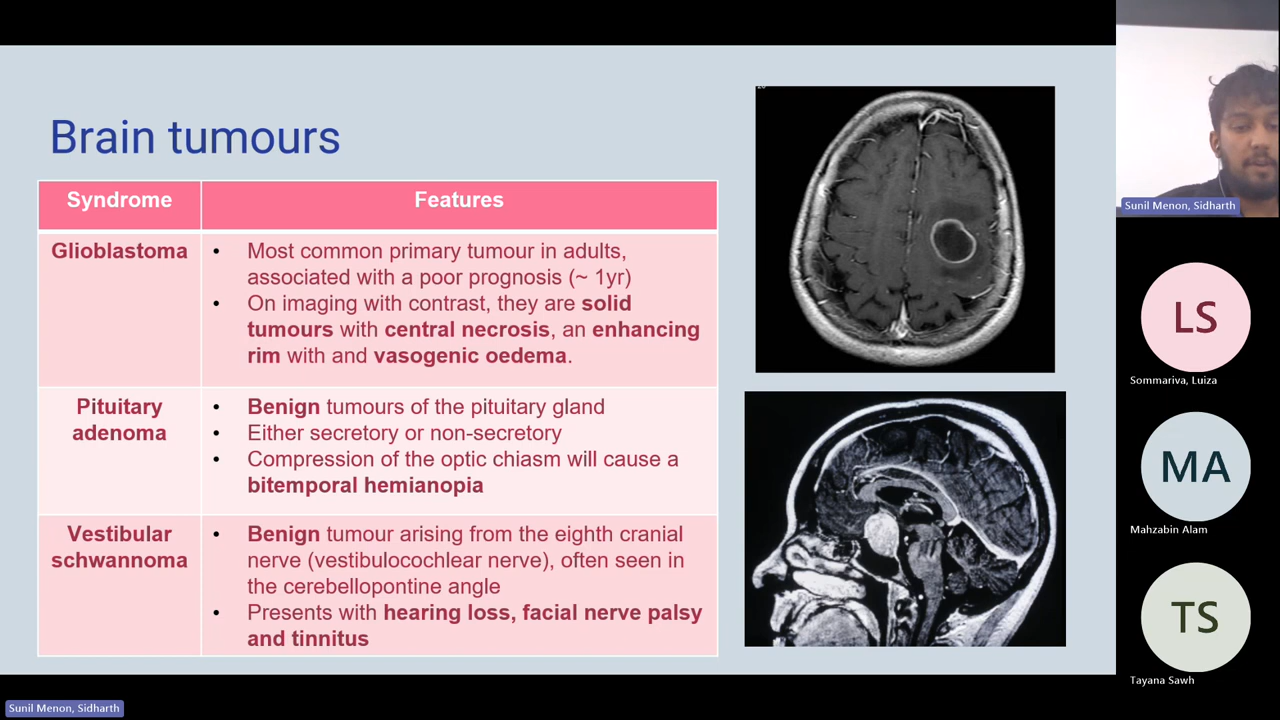 Brain tumours
Syndrome
Features
Glioblastoma
• Most common primary tumour in adults,
associated with a poor prognosis (~ 1yr)
• On imaging with contrast, they are solid
tumours with central necrosis, an enhancing
rim with and vasogenic oedema.
Pituitary
adenoma
• Benign tumours of the pituitary gland
• Either secretory or non-secretory
• Compression of the optic chiasm will cause a
bitemporal hemianopia
Vestibular
schwannoma
• Benign tumour arising from the eighth cranial
nerve (vestibulocochlear nerve), often seen in
the cerebellopontine angle
• Presents with hearing loss, facial nerve palsy
and tinnitus
Sunil Menon, Sidharth
LS
Sommariva, Luiza
MA
Mahzabin Alam
TS
Tayana Sawh
Sunil Menon, Sidharth